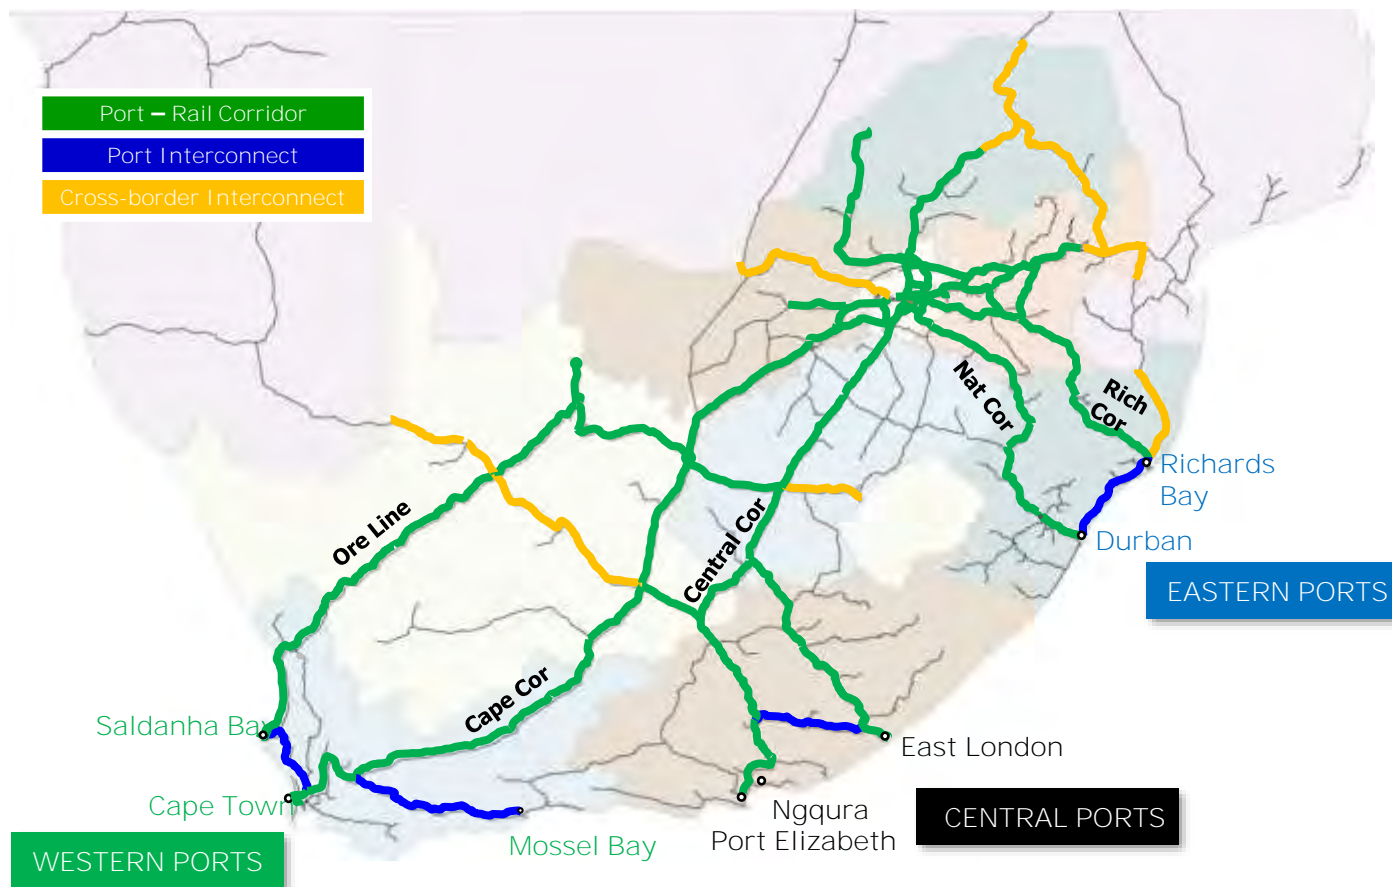 Port – Rail Corridor
Port Interconnect
Cross-border Interconnect
Nat Cor
Rich
Cor
Richards
Bay
Durban
Ore Line
Central Cor
EASTERN PORTS
Cape Cor
Saldanha Bay
East London
Cape Town
Ngqura
Port Elizabeth
CENTRAL PORTS
Mossel Bay
WESTERN PORTS